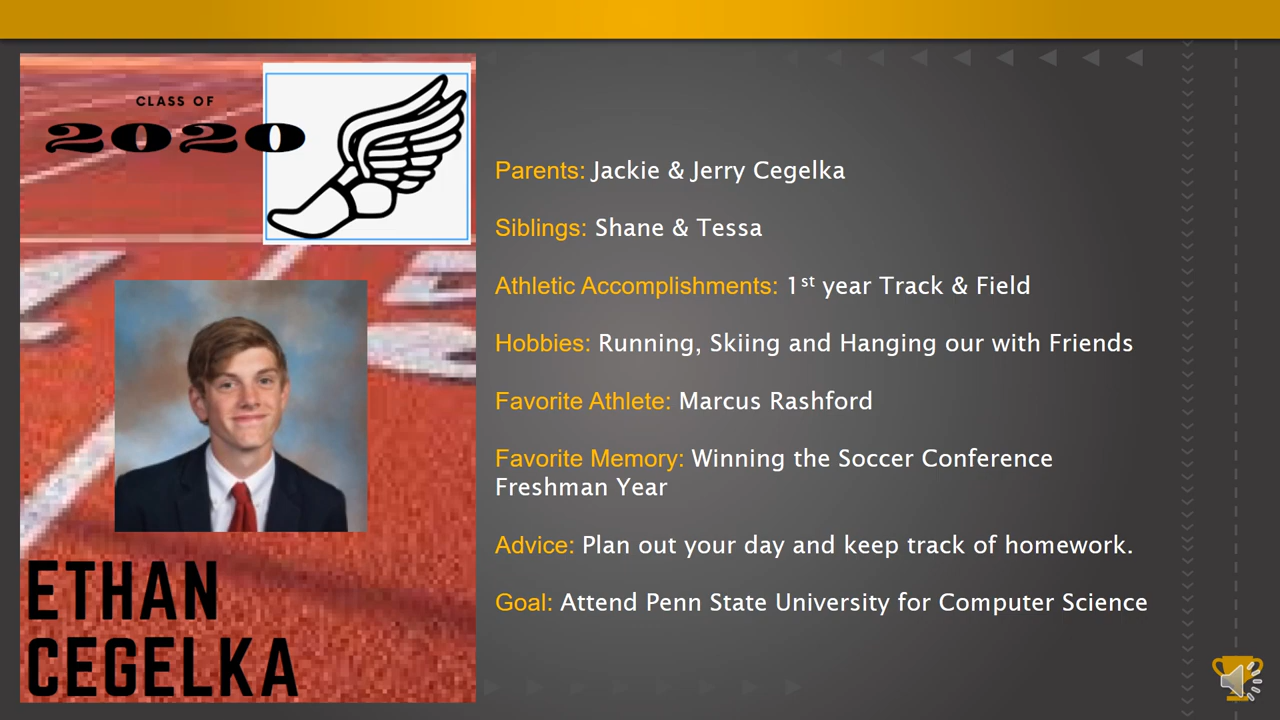 CLASS OF
2020
ETHAN
CEGELKA
Parents: Jackie & Jerry Cegelka
Siblings: Shane & Tessa
Athletic Accomplishments: 1st year Track & Field
Hobbies: Running, Skiing and Hanging our with Friends
Favorite Athlete: Marcus Rashford
Favorite Memory: Winning the Soccer Conference
Freshman Year
Advice: Plan out your day and keep track of homework.
Goal: Attend Penn State University for Computer Science